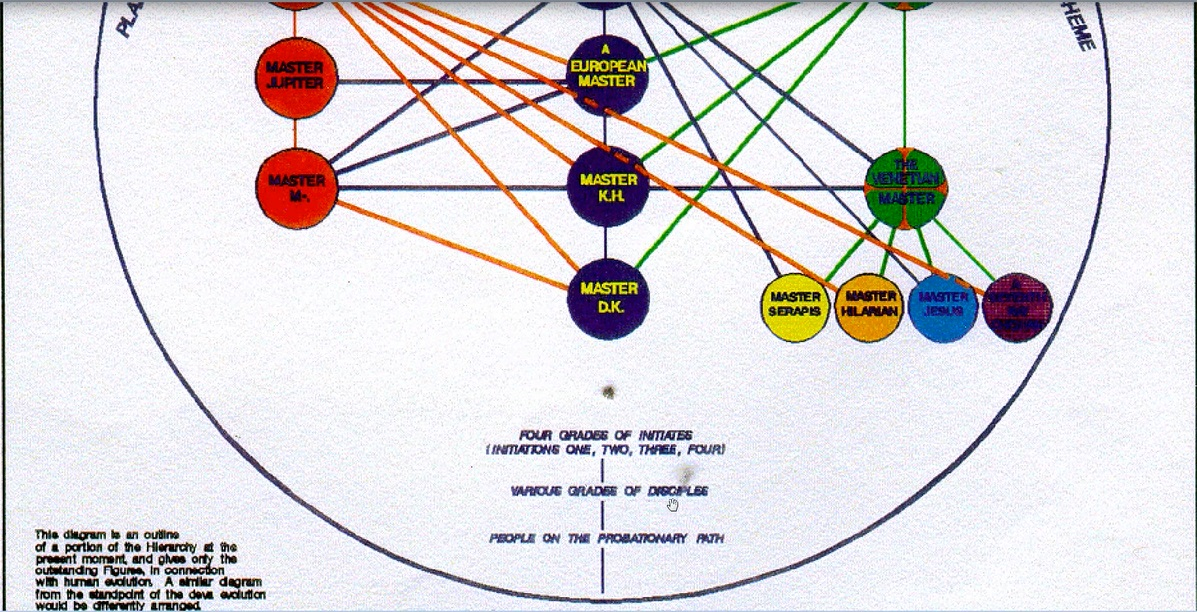 PLA
HEME
A
EUROPEAN
MASTER
MASTER
JUPITER
THE
VENETIAN
MASTER
MASTER
M-.
MASTER
K.H.
MASTER
D.K.
MASTER
SERAPIS
MASTER
HILARIAN
MASTER
JESUS
A
FOUR GRADES OF INITIATES
(INITIATIONS ONE, TWO, THREE, FOUR)
VARIOUS GRADES OF DISCIPLES
PEOPLE ON THE PROBATIONARY PATH
This diagram is an outline
of a portion of the Hierarchy at the
present moment, and gives only the
outstanding Figures, in connection
with human evolution. A similar diagram
from the standpoint of the deva evolution
would be differently arranged.